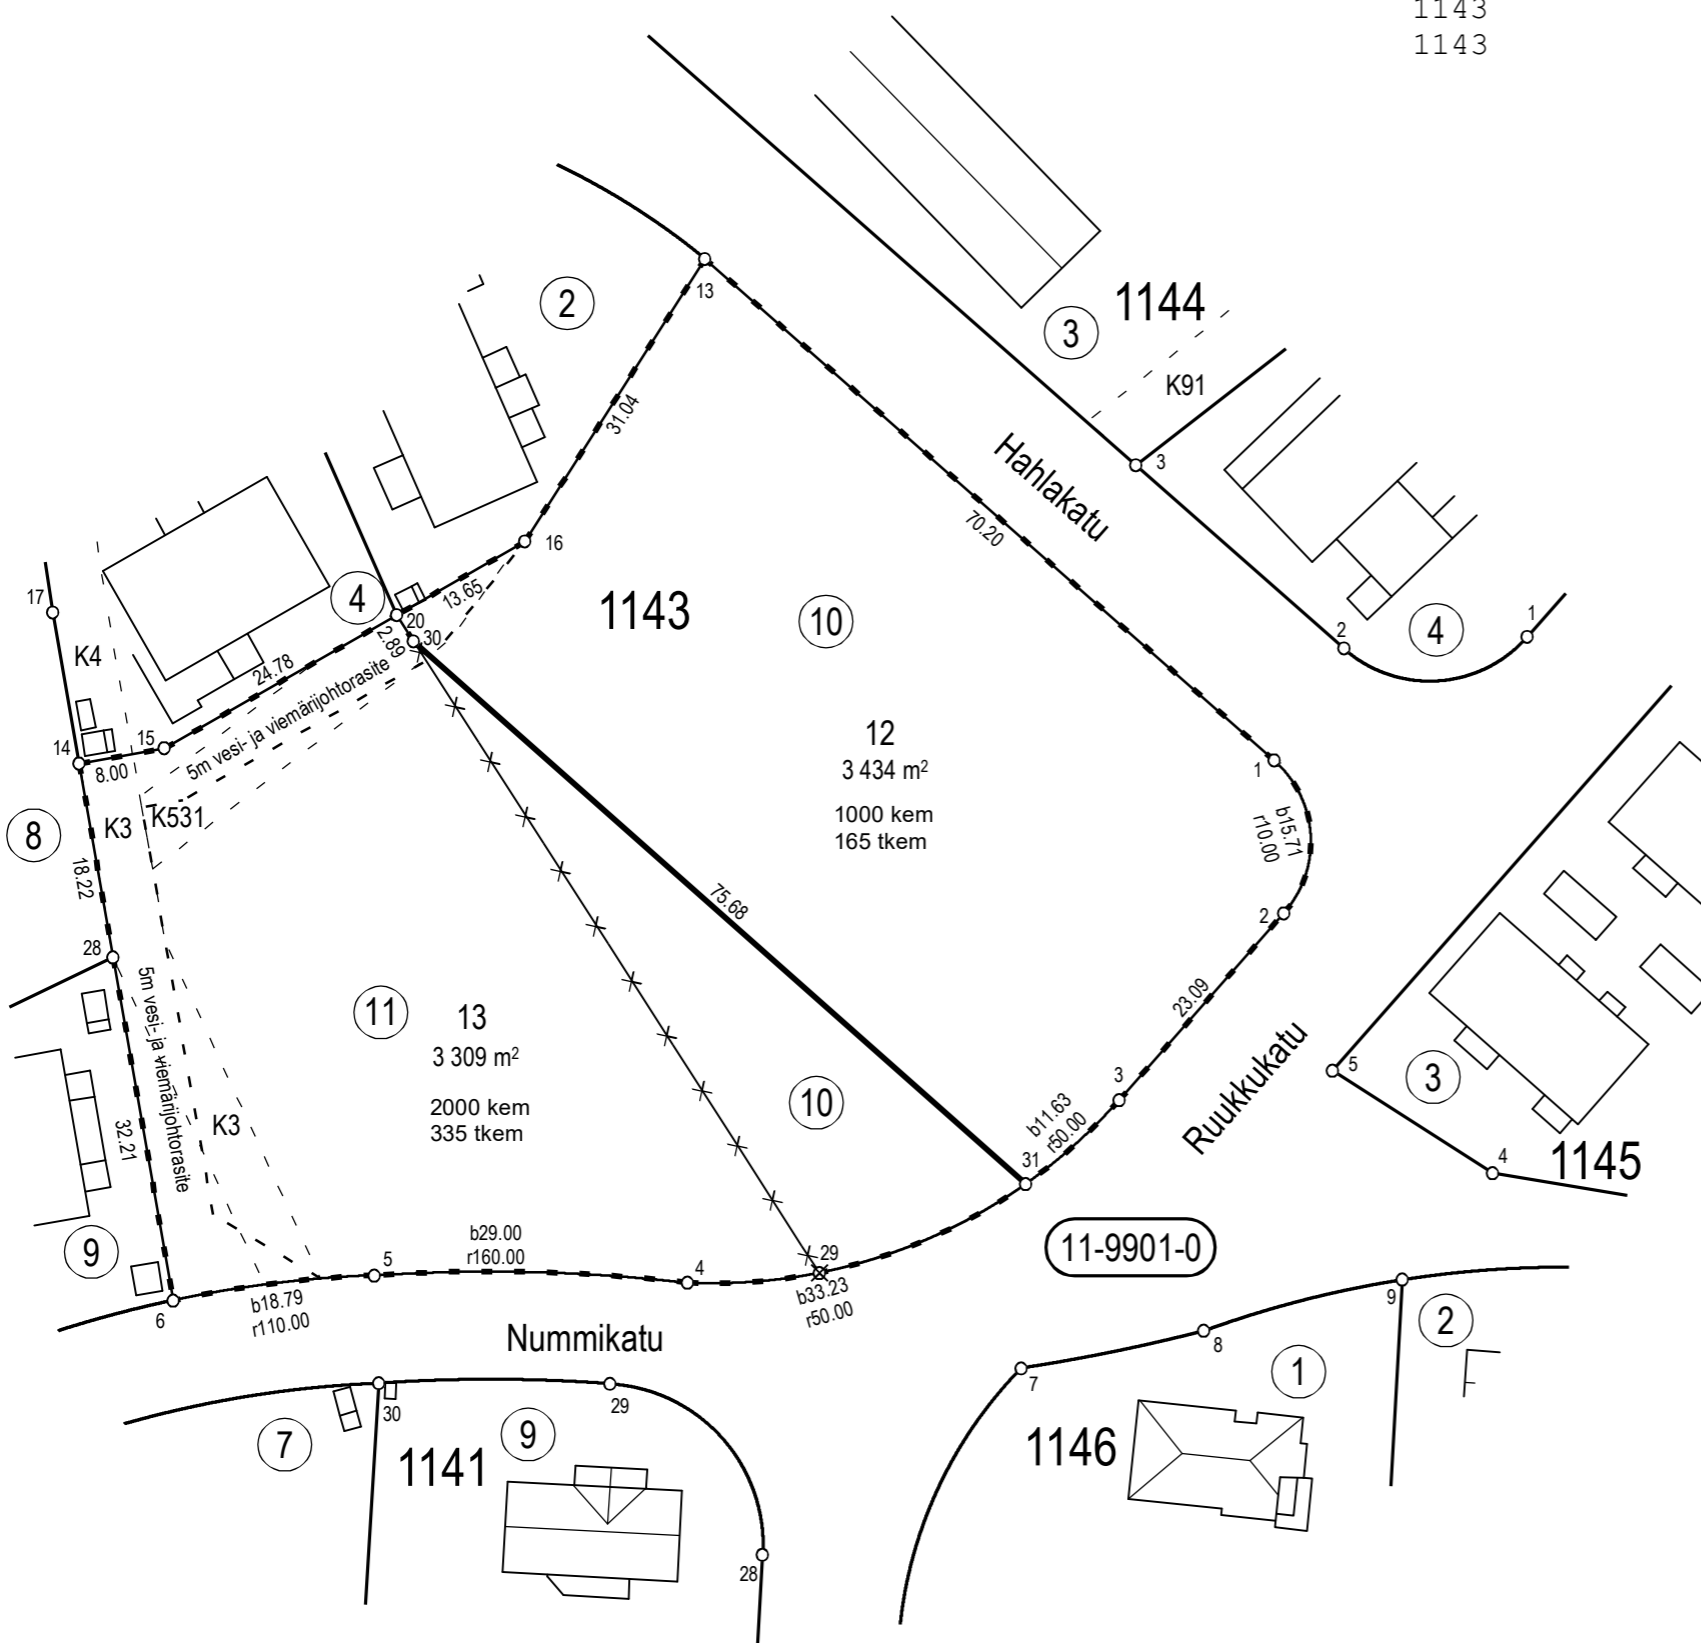 1143
1143
2
13
3
1144
K91
31.04
Hahlakatu
3
70.20
16
17
4
13.65
20
30
2.89
1143
10
2
4
1
K4
24.78
5m vesi- ja viemärijohtorasite
14
15
8.00
12
3 434 m²
1000 kem
165 tkem
1
b15.71
r10.00
8
K3
K531
18.22
75.68
2
28
23.09
11
13
3 309 m²
2000 kem
335 tkem
5m vesi- ja viemärijohtorasite
K3
32.21
10
3
b11.63
r50.00
31
Ruukkukatu
5
3
4
1145
9
b29.00
r160.00
5
4
29
b33.23
r50.00
11-9901-0
6
b18.79
r110.00
Nummikatu
9
2
8
7
1
30
29
7
1141
9
1146
28